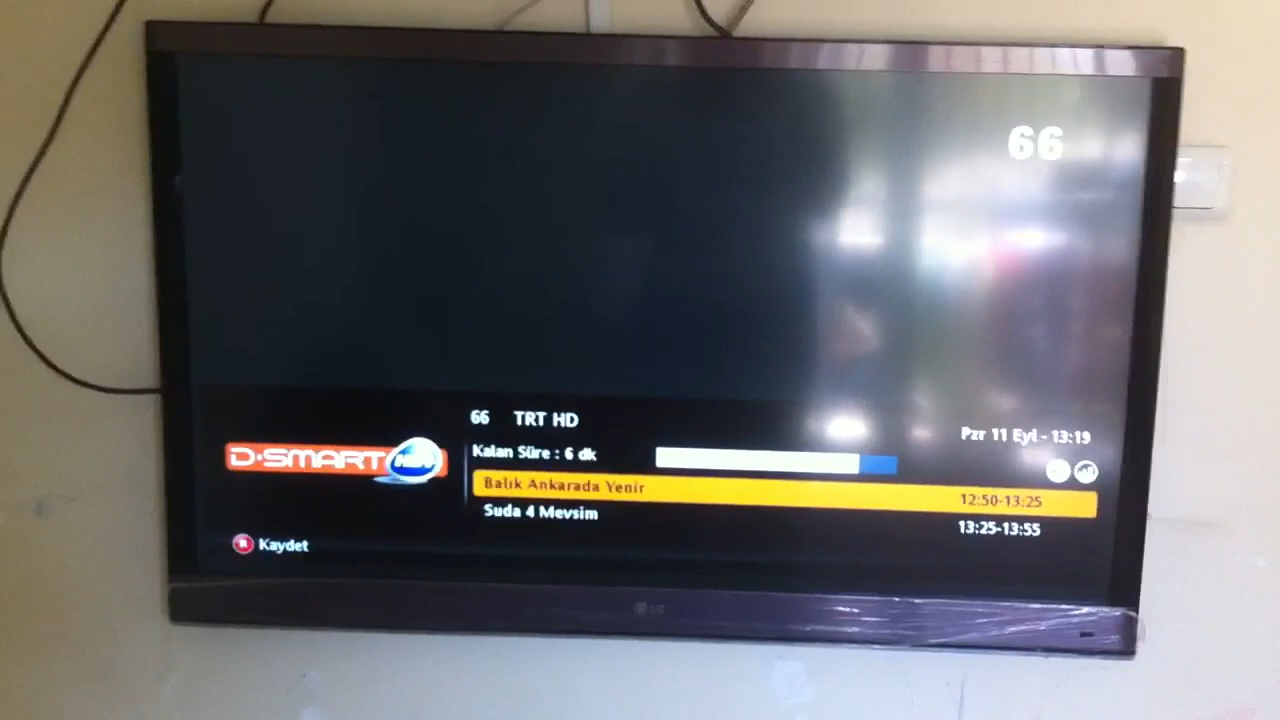 66
66 TRT HD
Pzr 11 Eyl - 13:19
D·SMART
Kalan Süre : 6 dk
Balık Ankarada Yenir 12:50-13:25
Suda 4 Mevsim 13:25-13:55
R Kaydet
LG